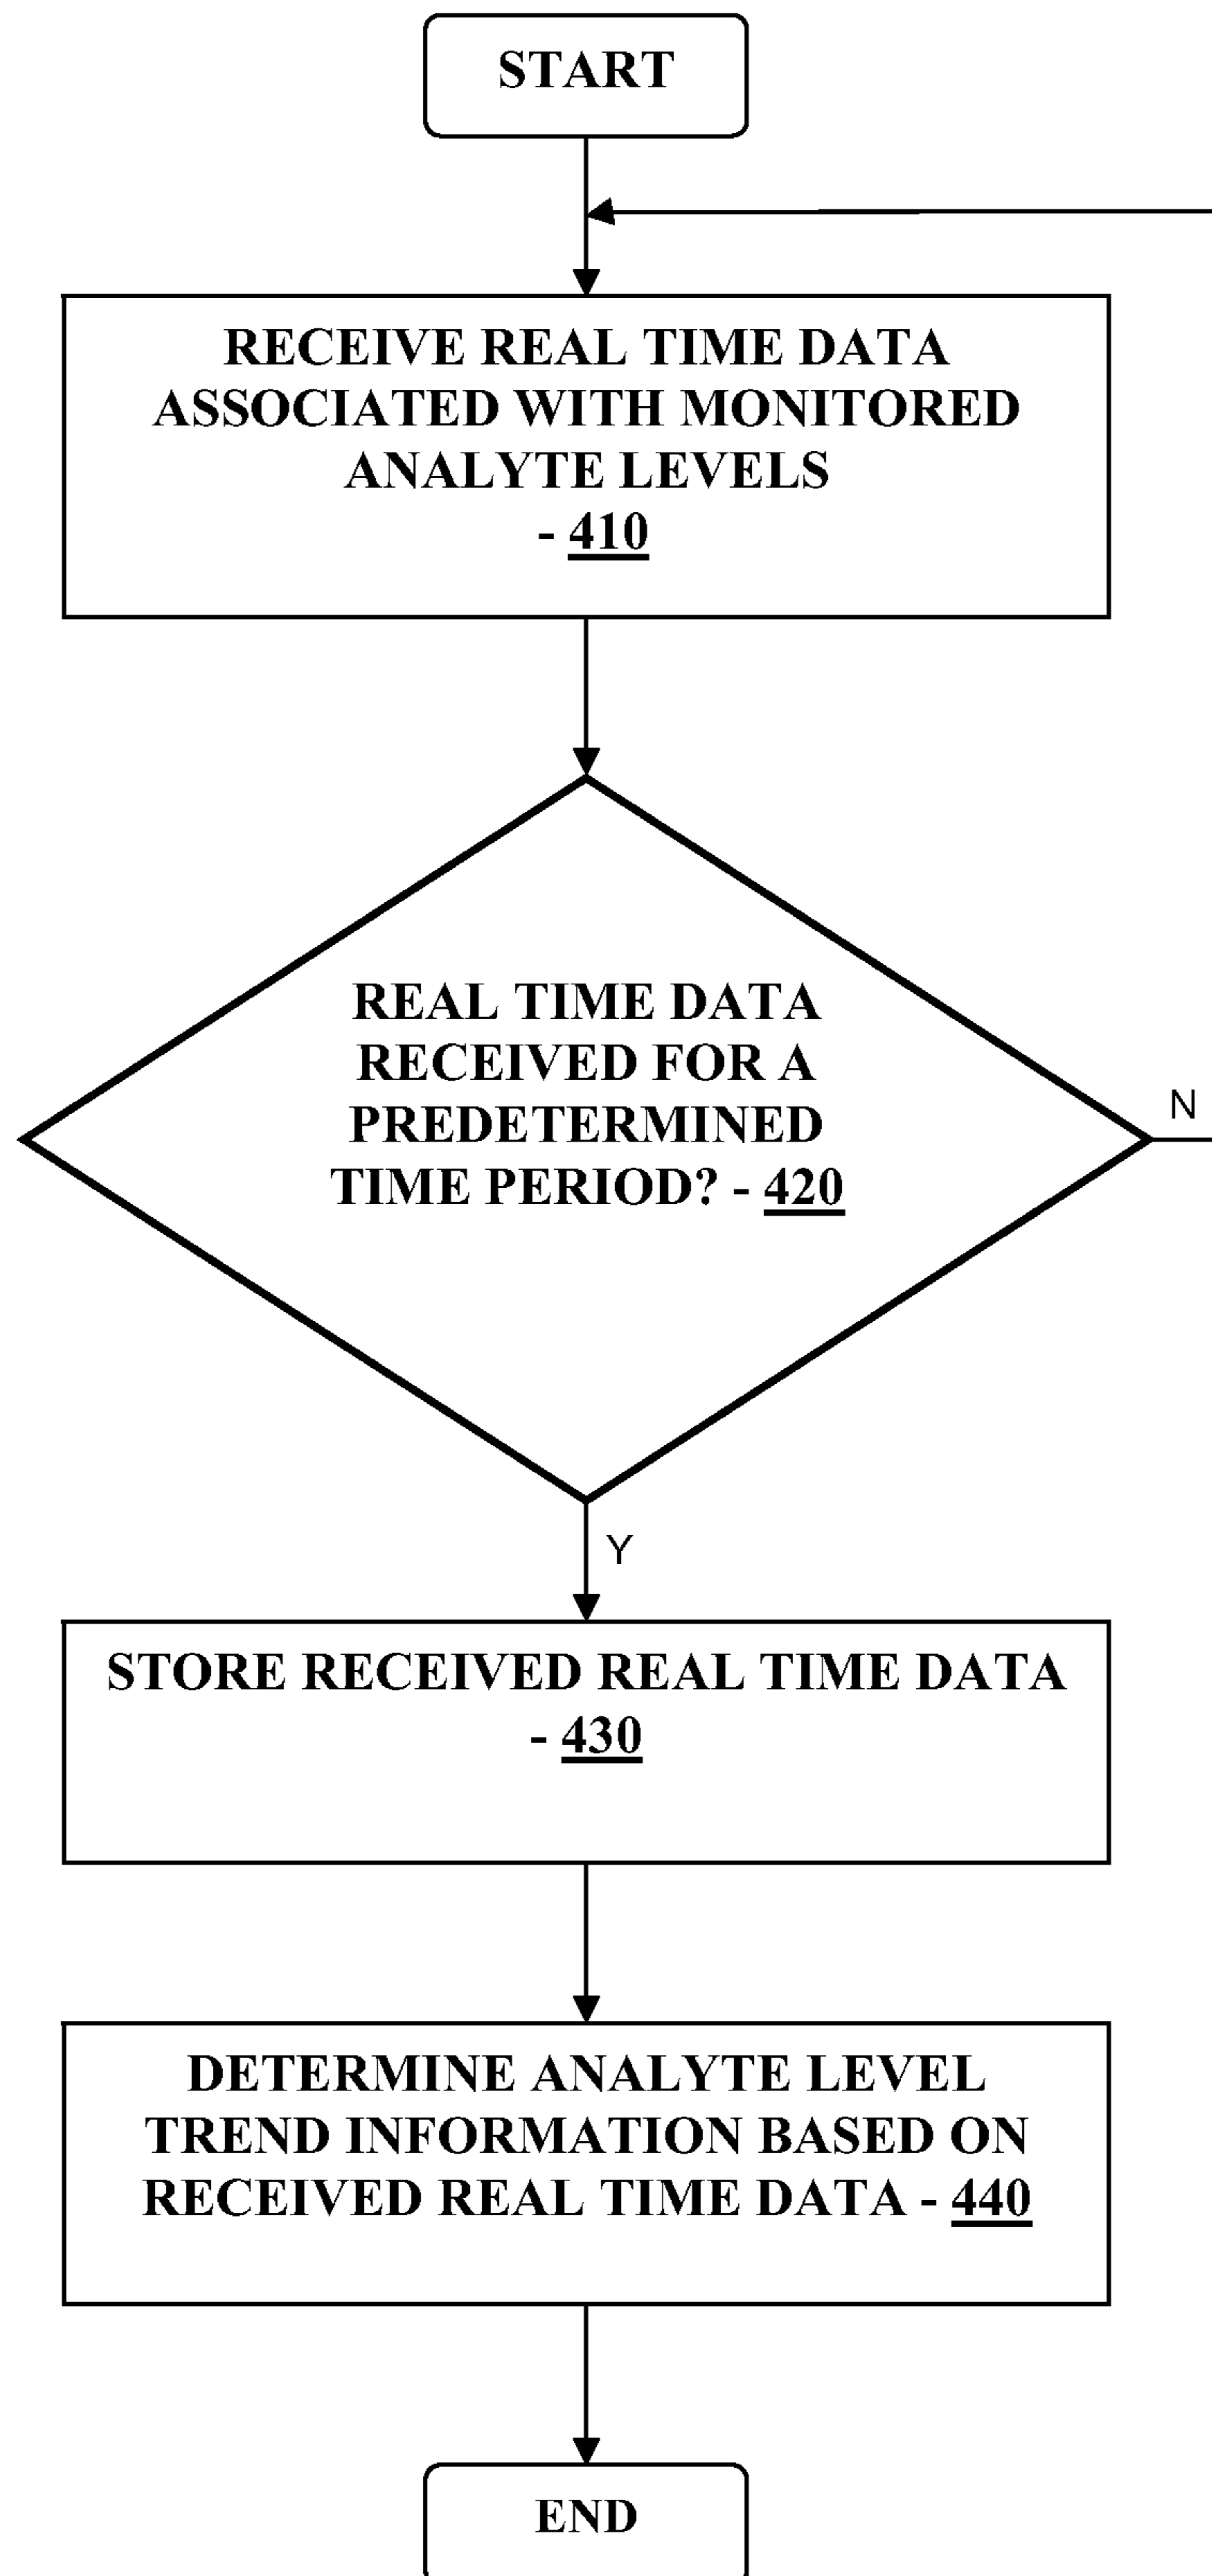 START
RECEIVE REAL TIME DATA
ASSOCIATED WITH MONITORED
ANALYTE LEVELS
- 410
REAL TIME DATA
RECEIVED FOR A
PREDETERMINED
TIME PERIOD? - 420
N
Y
STORE RECEIVED REAL TIME DATA
- 430
DETERMINE ANALYTE LEVEL
TREND INFORMATION BASED ON
RECEIVED REAL TIME DATA - 440
END